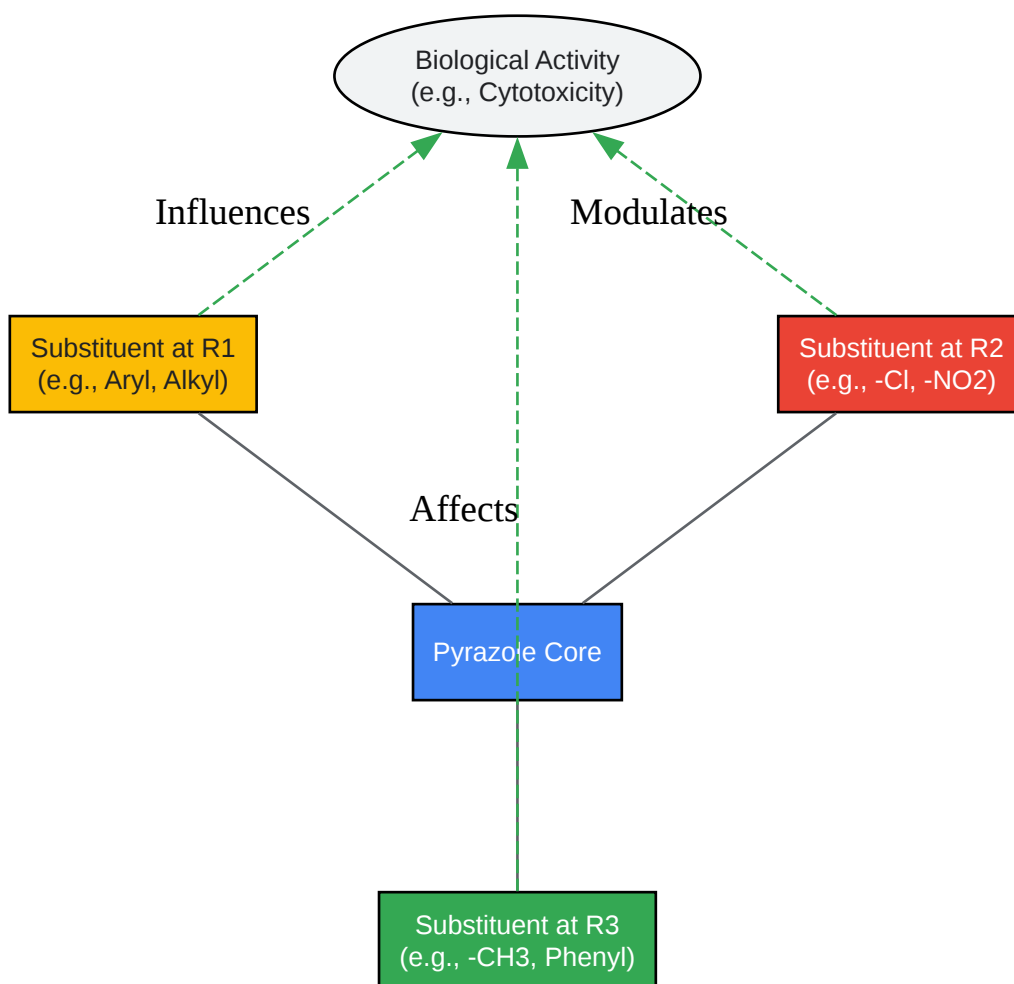 Biological Activity
(e.g., Cytotoxicity)
Influences
Modulates
Substituent at R1
(e.g., Aryl, Alkyl)
Substituent at R2
(e.g., -Cl, -NO2)
Affects
Pyrazole Core
Substituent at R3
(e.g., -CH3, Phenyl)